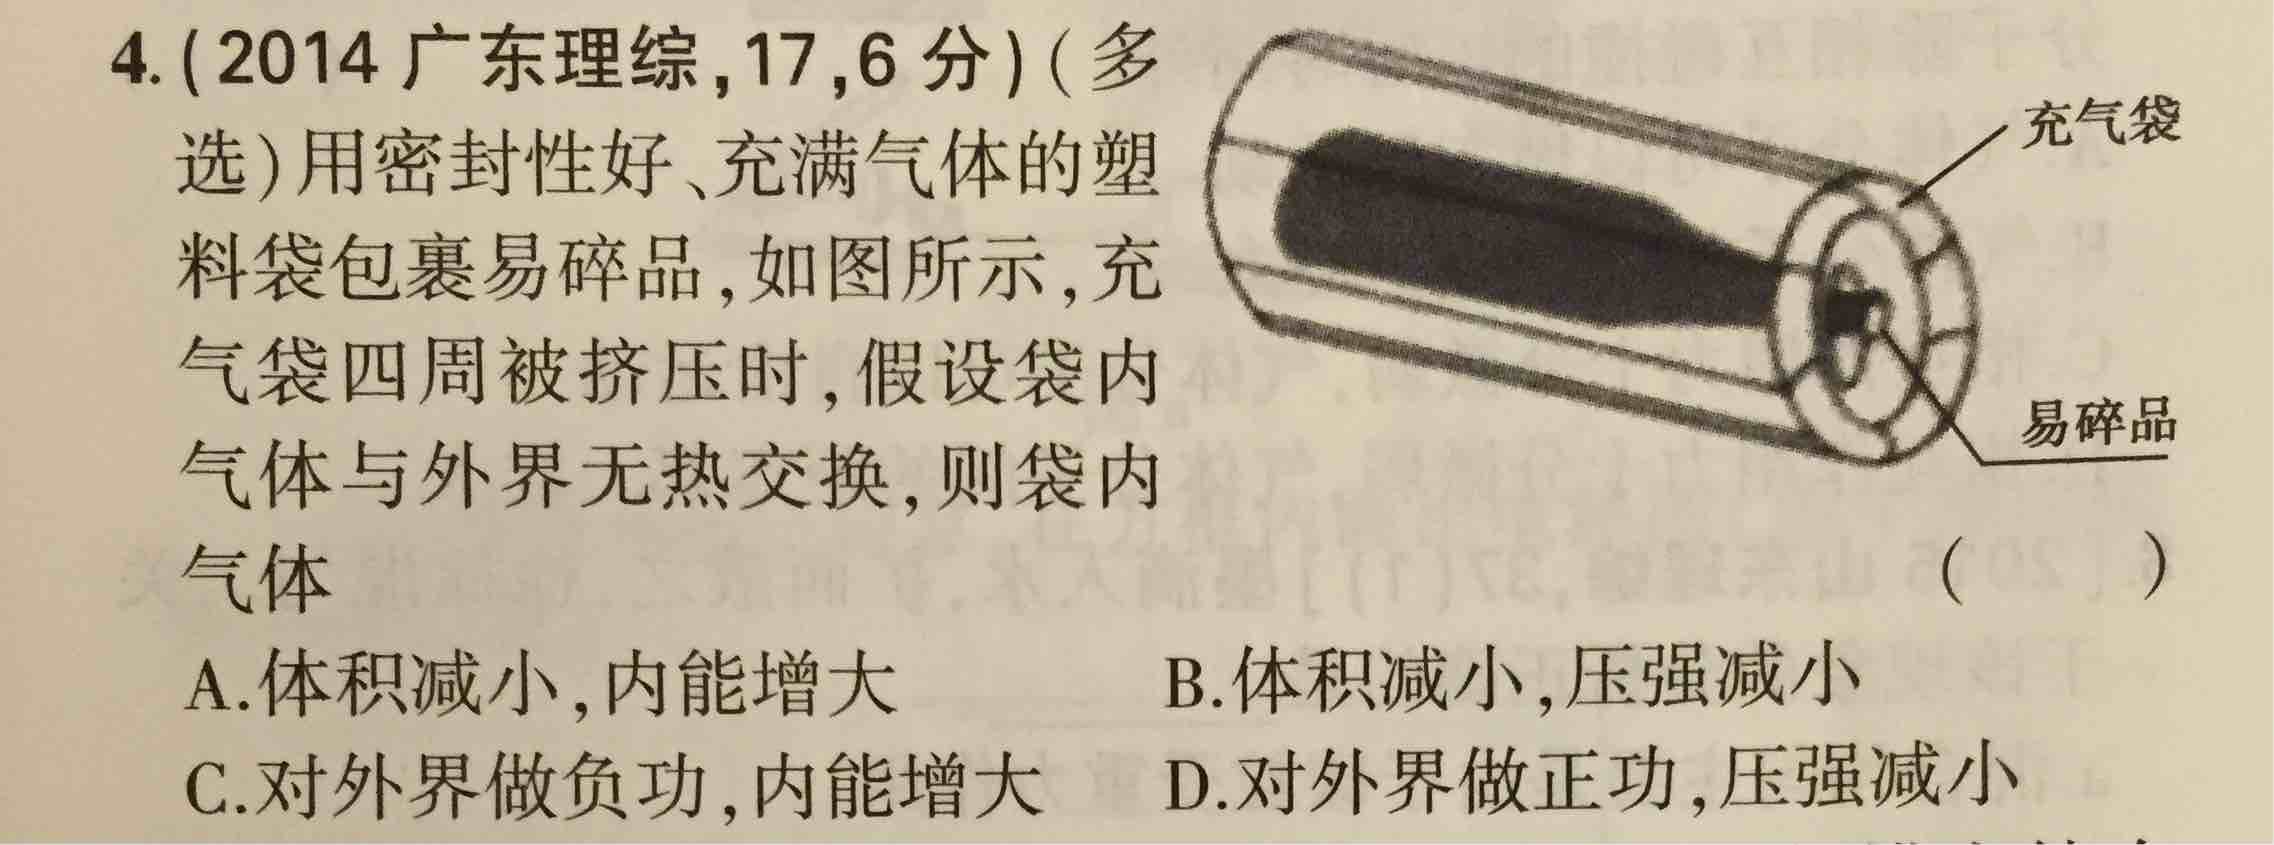 4.(2014 广东理综,17,6 分)(多
选)用密封性好、充满气体的塑
料袋包裹易碎品,如图所示,充
气袋四周被挤压时,假设袋内
气体与外界无热交换,则袋内
气体 ( )
充气袋
易碎品
A.体积减小,内能增大 B.体积减小,压强减小
C.对外界做负功,内能增大 D.对外界做正功,压强减小